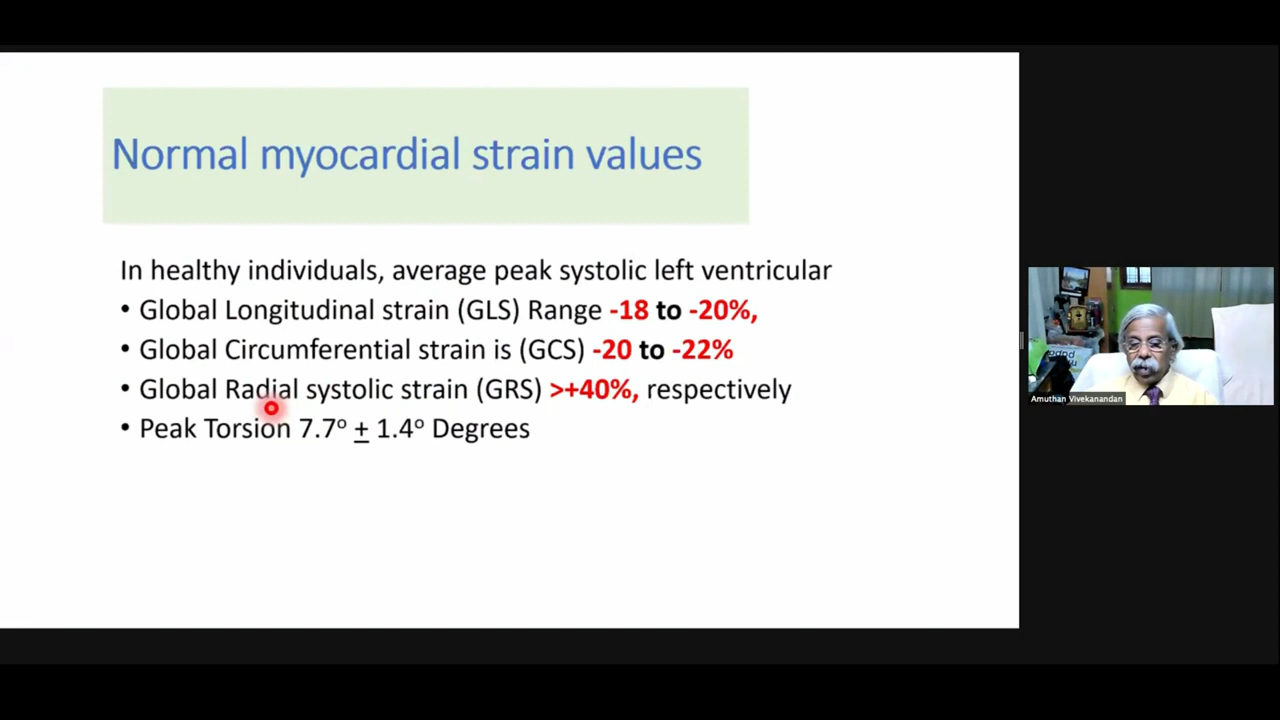 Normal myocardial strain values
In healthy individuals, average peak systolic left ventricular
• Global Longitudinal strain (GLS) Range -18 to -20%,
• Global Circumferential strain is (GCS) -20 to -22%
• Global Radial systolic strain (GRS) >+40%, respectively
• Peak Torsion 7.7º ± 1.4º Degrees
Amuthan Vivekanandan